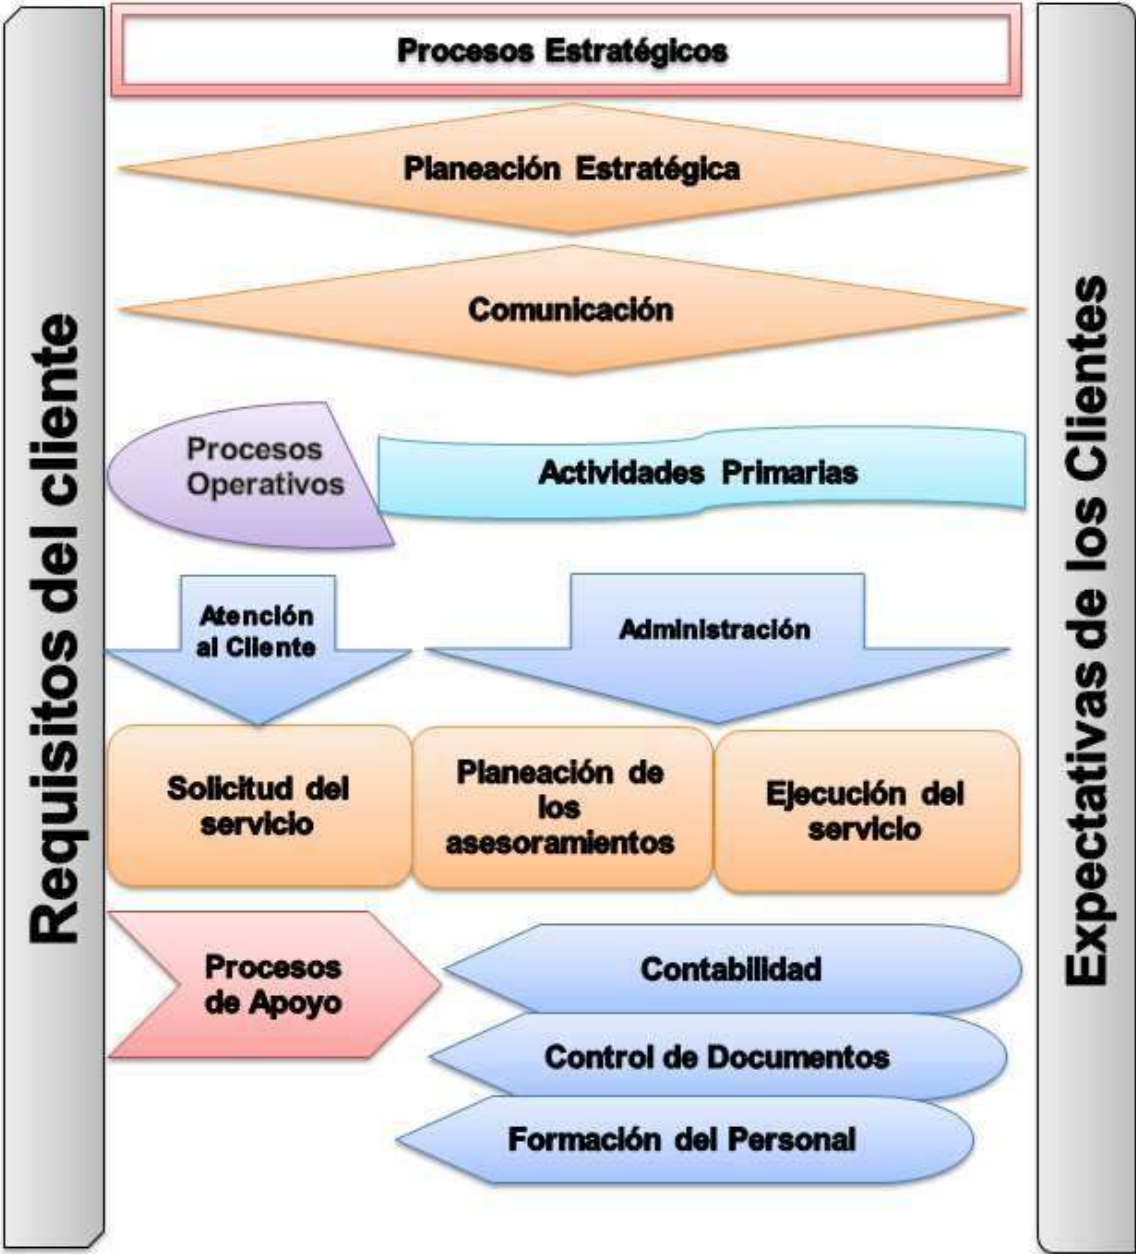 Requisitos del cliente
Procesos Estratégicos
Planeación Estratégica
Comunicación
Procesos
Operativos
Actividades Primarias
Atención
al Cliente
Administración
Solicitud del
servicio
Planeación de
los
asesoramientos
Ejecución del
servicio
Procesos
de Apoyo
Contabilidad
Control de Documentos
Formación del Personal
Expectativas de los Clientes